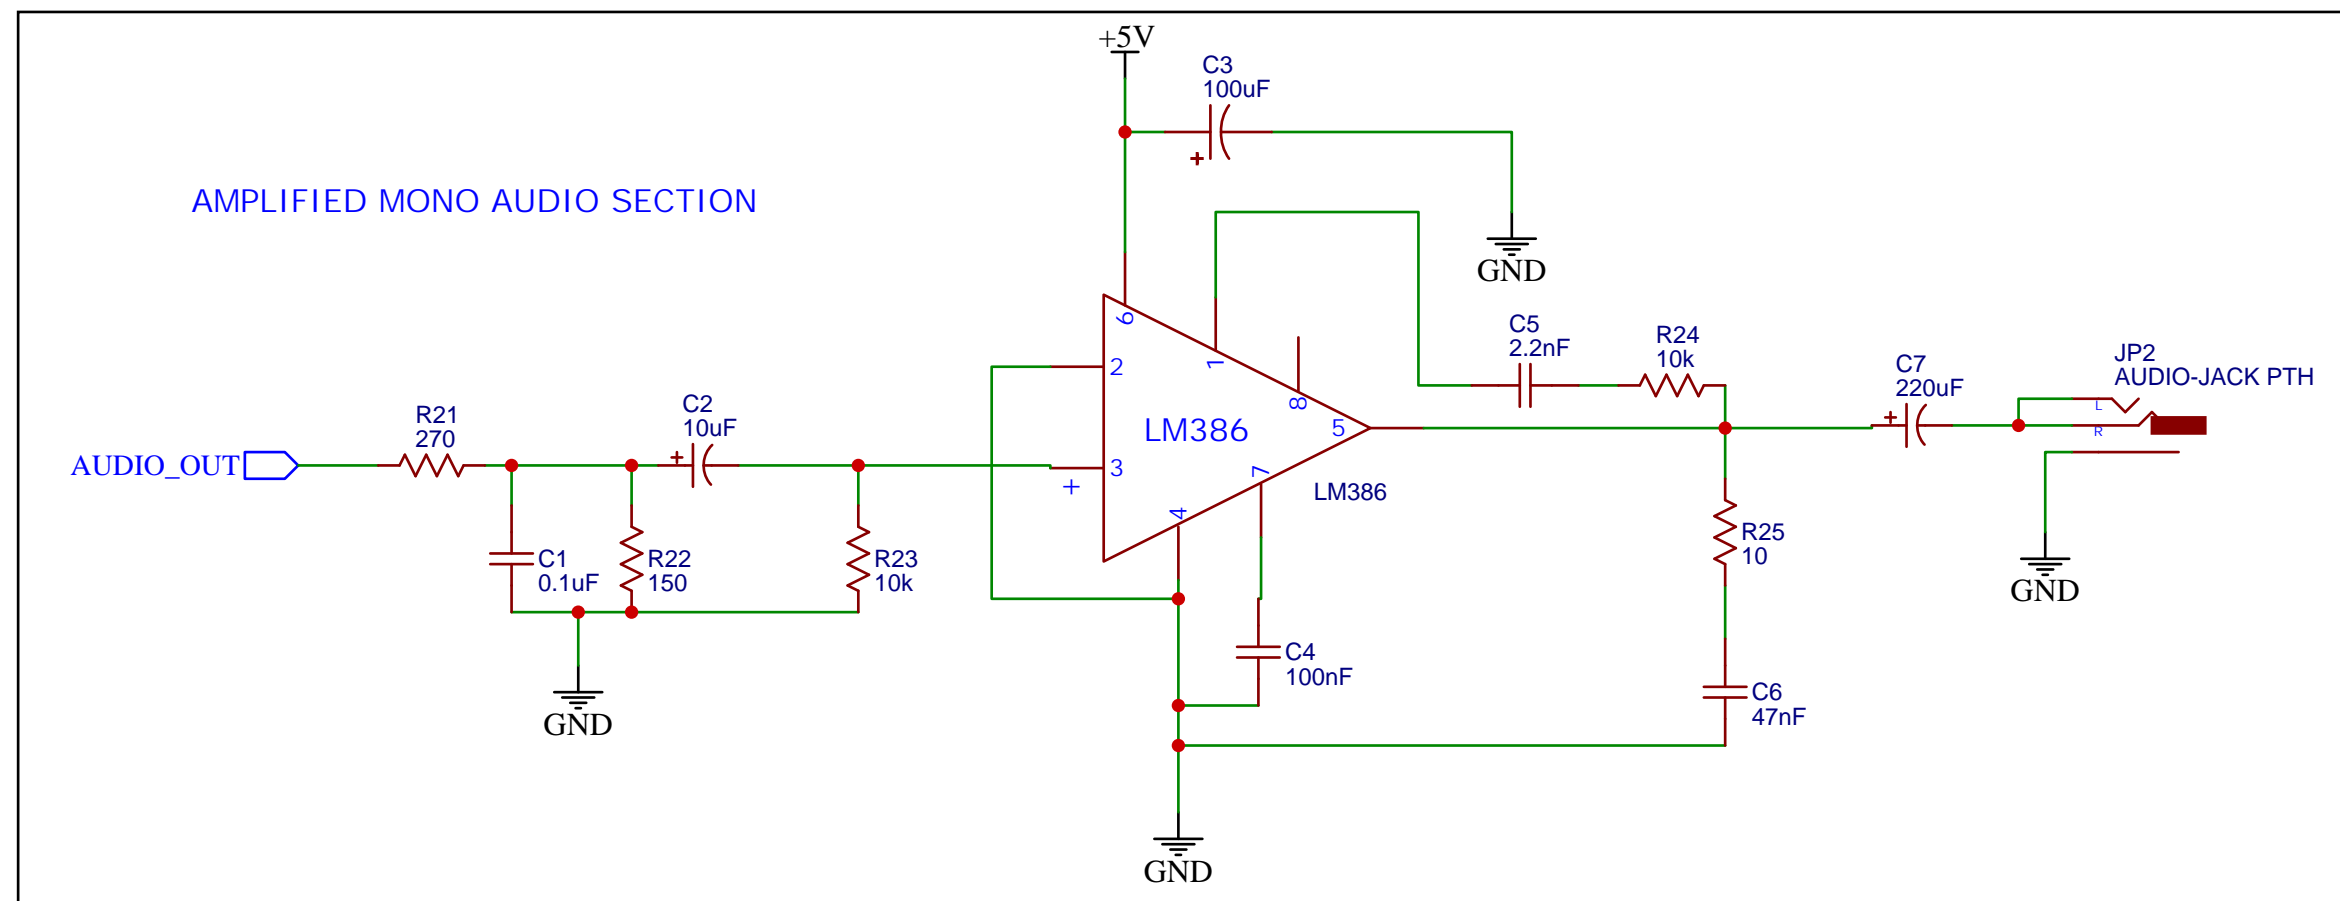 +5V
C3
100uF
AMPLIFIED MONO AUDIO SECTION
GND
6
1
8
2
3
+
LM386
5
7
4
LM386
C5
2.2nF
R24
10k
C7
220uF
JP2
AUDIO-JACK PTH
L
R
GND
AUDIO_OUT
R21
270
C2
10uF
+
C1
0.1uF
R22
150
R23
10k
GND
C4
100nF
R25
10
C6
47nF
GND
+
+